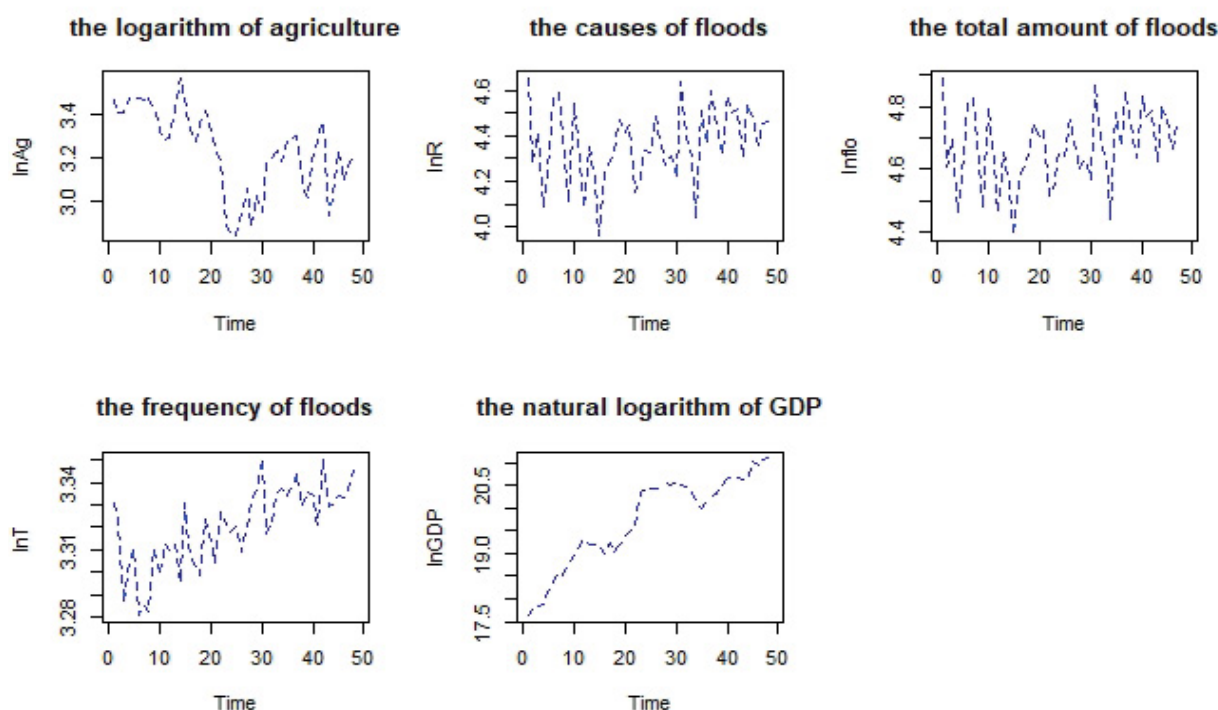 the logarithm of agriculture
lnAg
3.4
3.2
3.0
0 10 20 30 40 50
Time
the causes of floods
lnR
4.6
4.4
4.2
4.0
0 10 20 30 40 50
Time
the total amount of floods
lnflo
4.8
4.6
4.4
0 10 20 30 40 50
Time
the frequency of floods
lnT
3.34
3.31
3.28
0 10 20 30 40 50
Time
the natural logarithm of GDP
lnGDP
20.5
19.0
17.5
0 10 20 30 40 50
Time